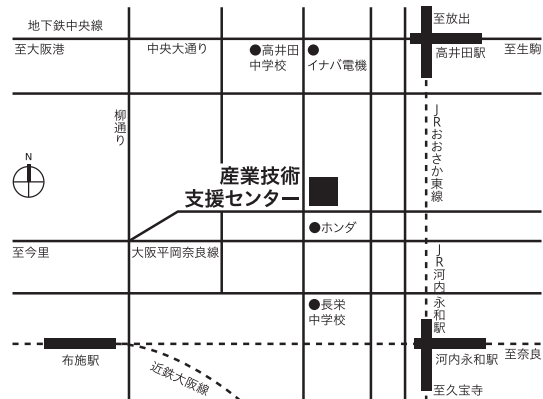 地下鉄中央線
至放出
至大阪港
中央大通り
高井田
中学校
イナバ電機
高井田駅
至生駒
柳通り
JRおおさか東線
N
産業技術
支援センター
ホンダ
至今里
大阪平岡奈良線
JR河内永和駅
長栄
中学校
布施駅
近鉄大阪線
河内永和駅
至奈良
至久宝寺